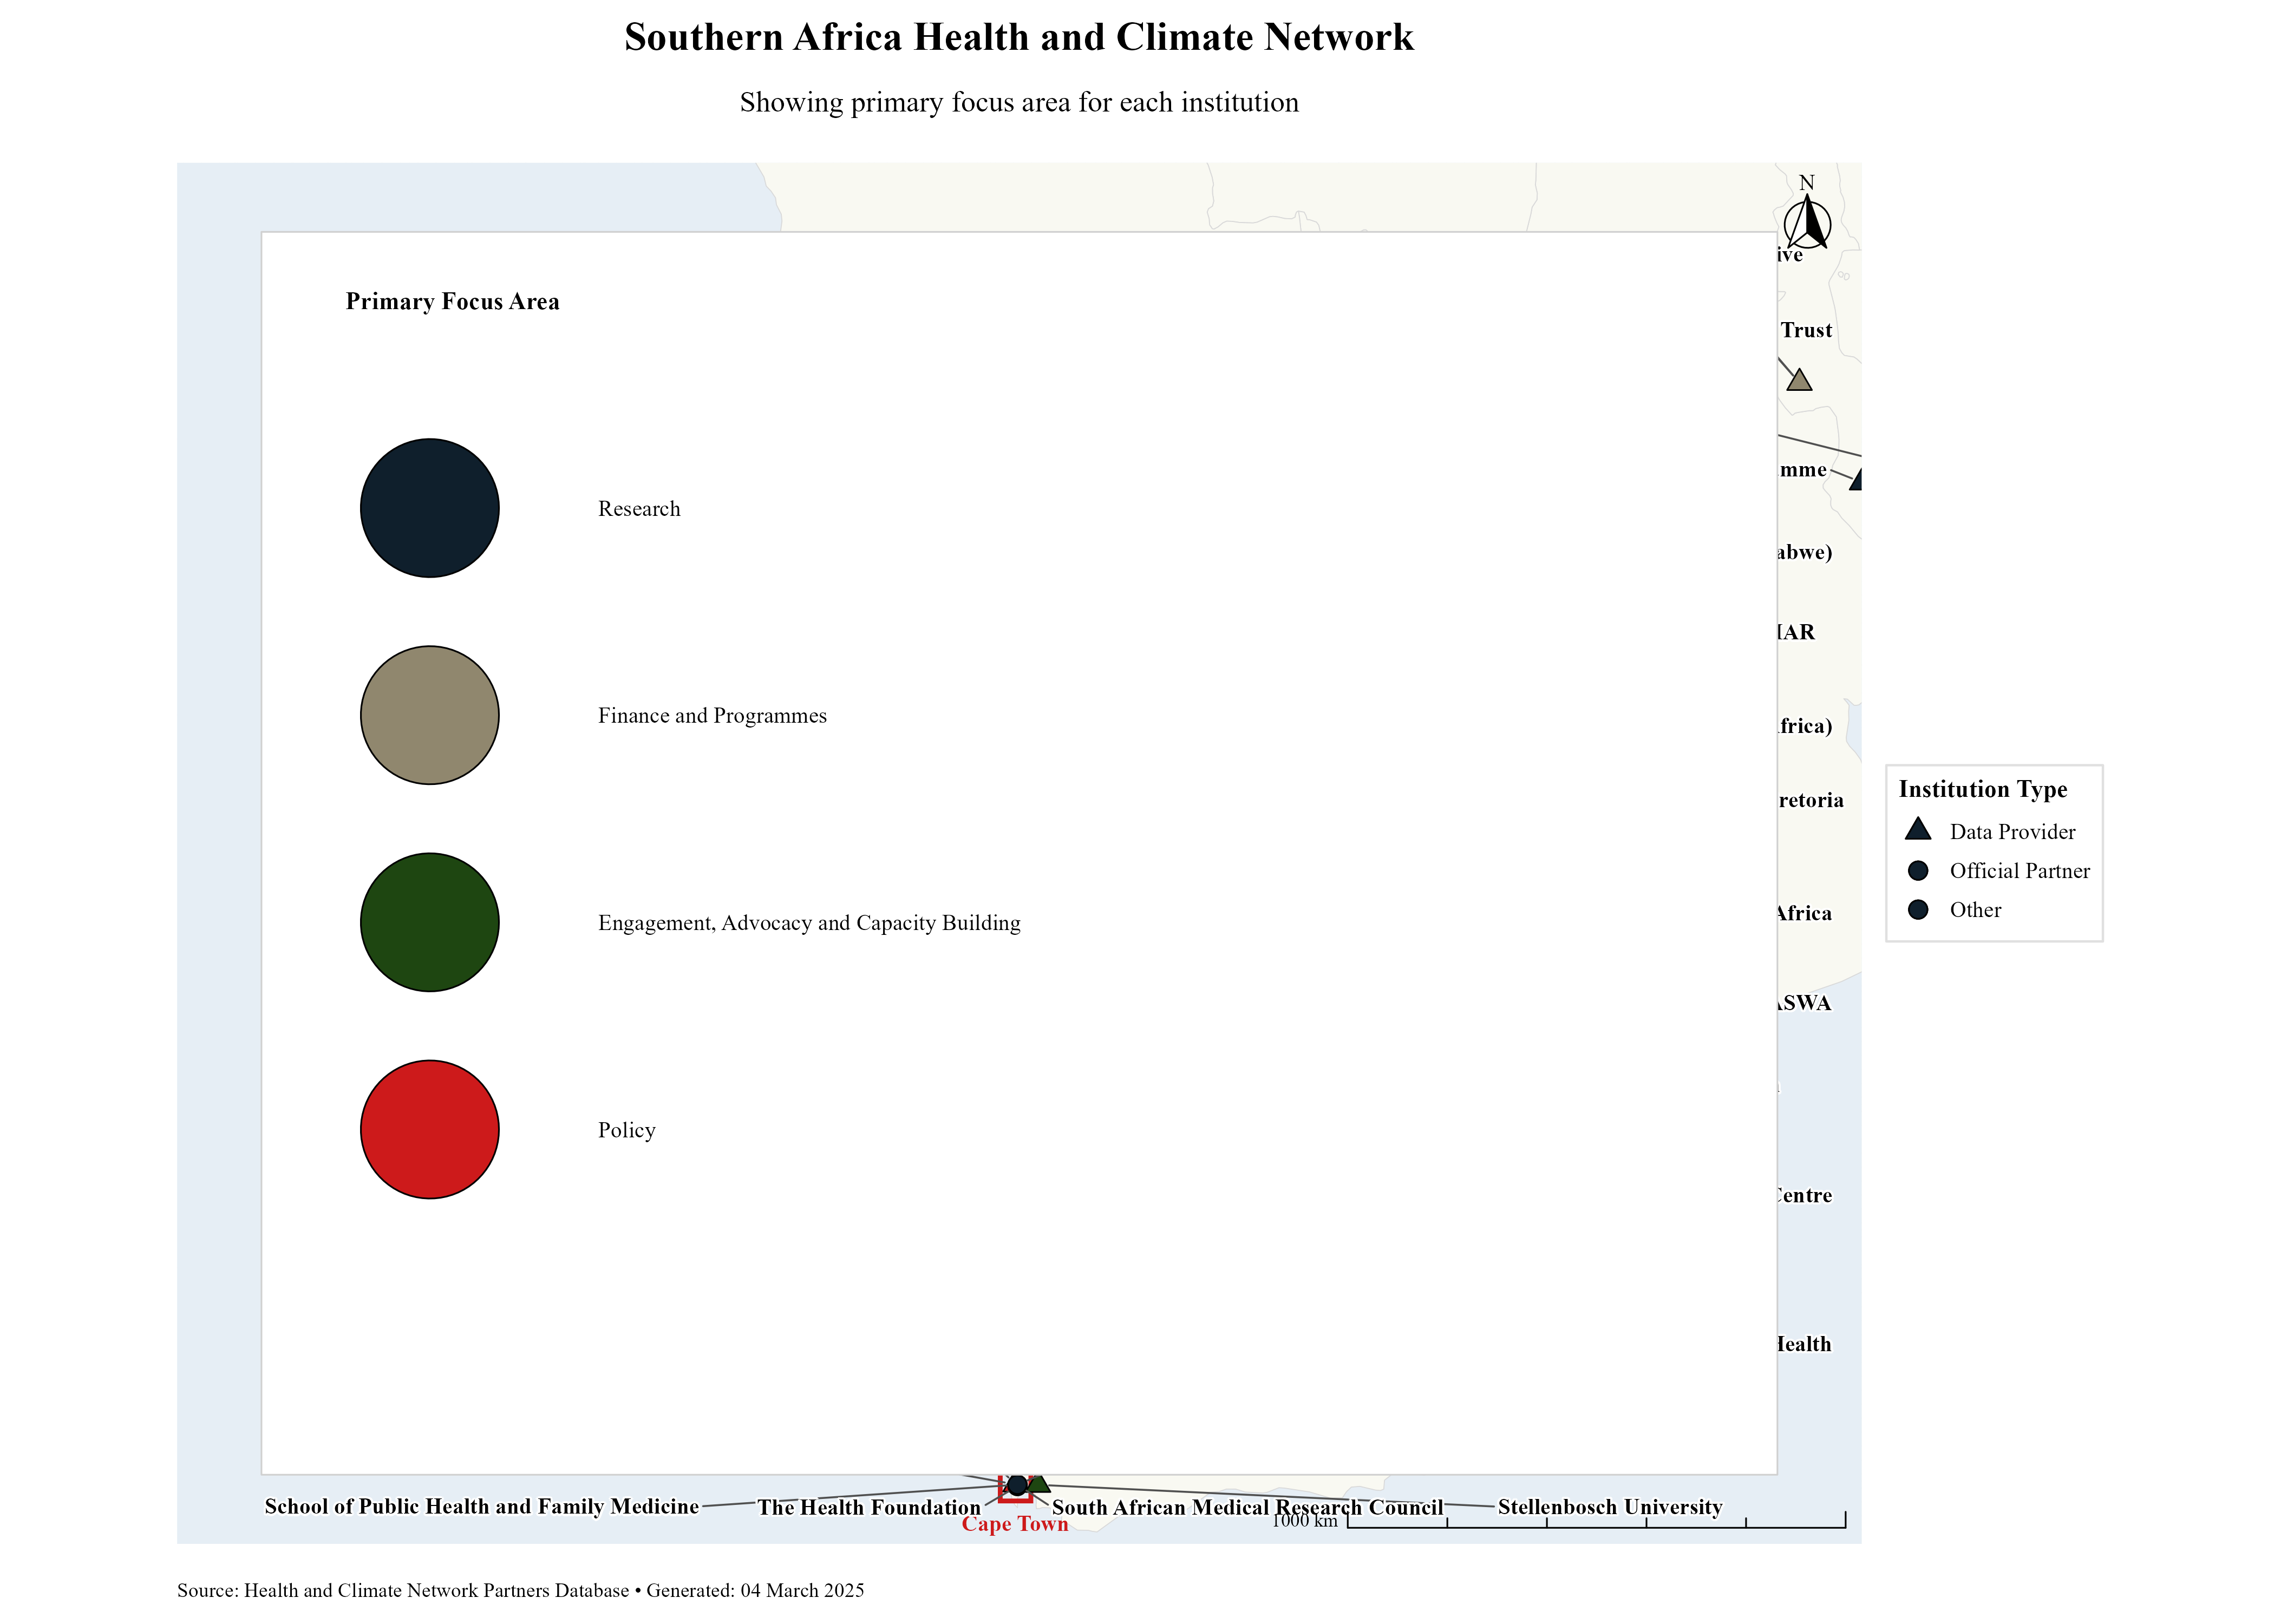 Southern Africa Health and Climate Network
Showing primary focus area for each institution
N
ive
Trust
Primary Focus Area
Research
mme
abwe)
IAR
Finance and Programmes
frica)
retoria
Institution Type
Data Provider
Official Partner
Other
Engagement, Advocacy and Capacity Building
Africa
ASWA
Policy
Centre
Health
School of Public Health and Family Medicine
The Health Foundation
South African Medical Research Council
Stellenbosch University
Cape Town
1000 km
Source: Health and Climate Network Partners Database • Generated: 04 March 2025